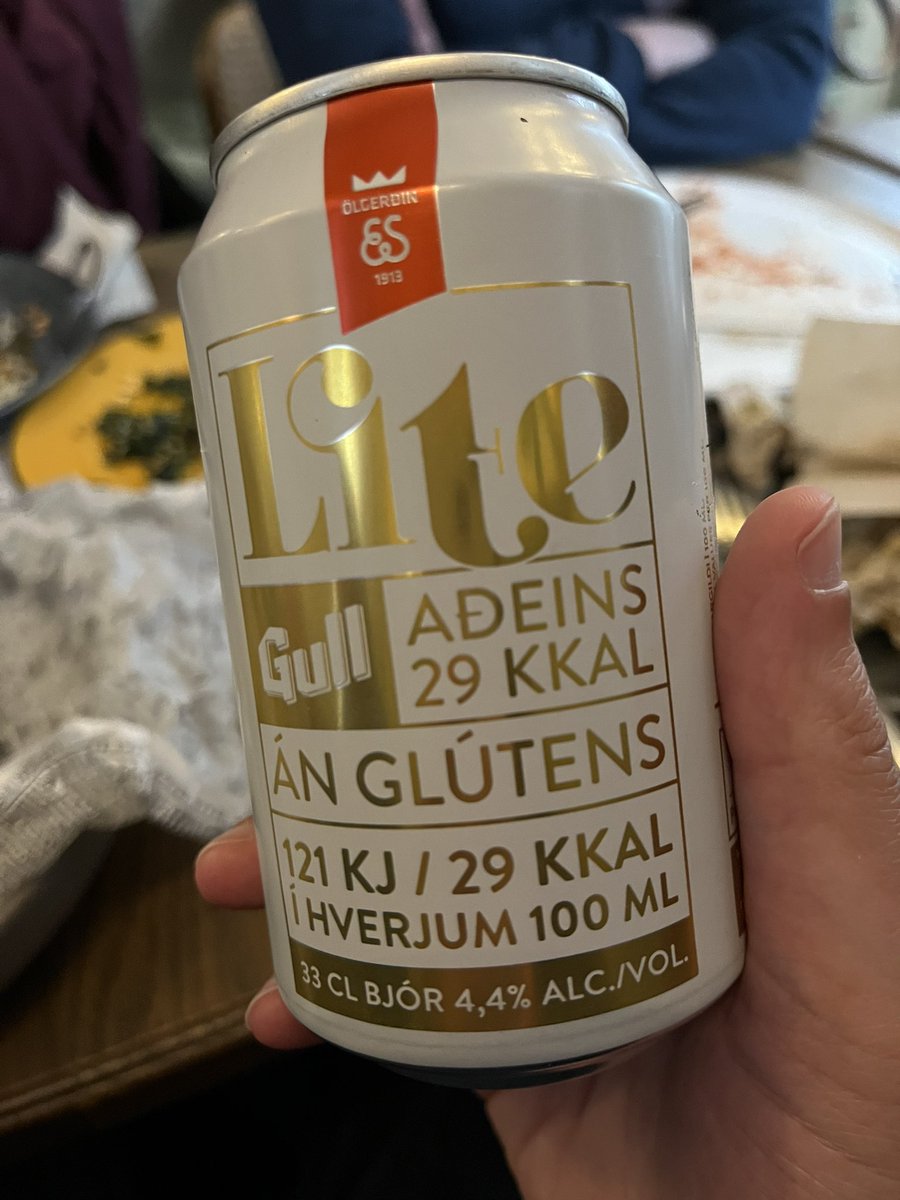 ÖLGERÐIN
ES
1913
Lite
Gull
AÐEINS
29 KKAL
ÁN GLÚTENS
121 KJ / 29 KKAL
Í HVERJUM 100 ML
33 CL BJÓR 4,4% ALC./VOL.